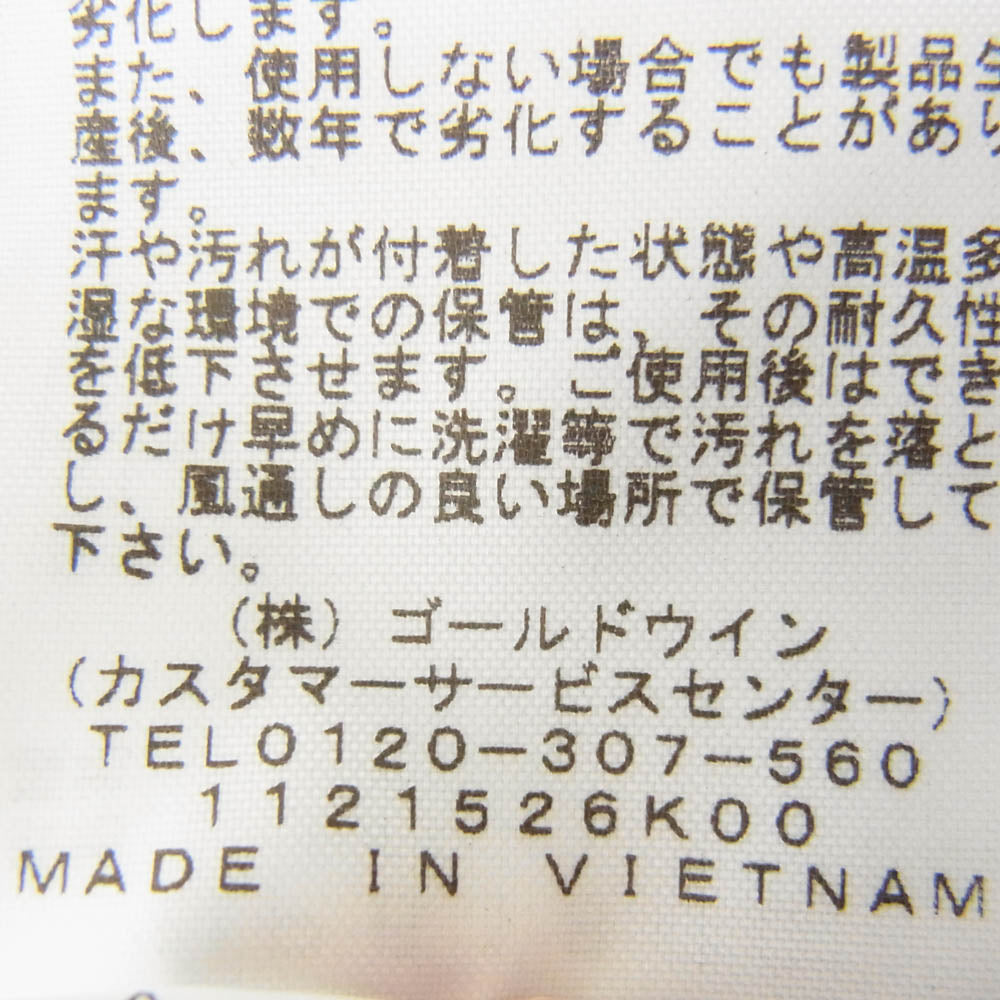 劣化します。
また、使用しない場合でも製品生
産後、数年で劣化することがあり
ます。
汗や汚れが付着した状態や高温多
湿な環境での保管は、その耐久性
を低下させます。ご使用後はでき
るだけ早めに洗濯等で汚れを落と
し、風通しの良い場所で保管して
下さい。
(株)ゴールドウイン
(カスタマーサービスセンター)
TEL0120-307-560
1121526K00
MADE IN VIETNAM